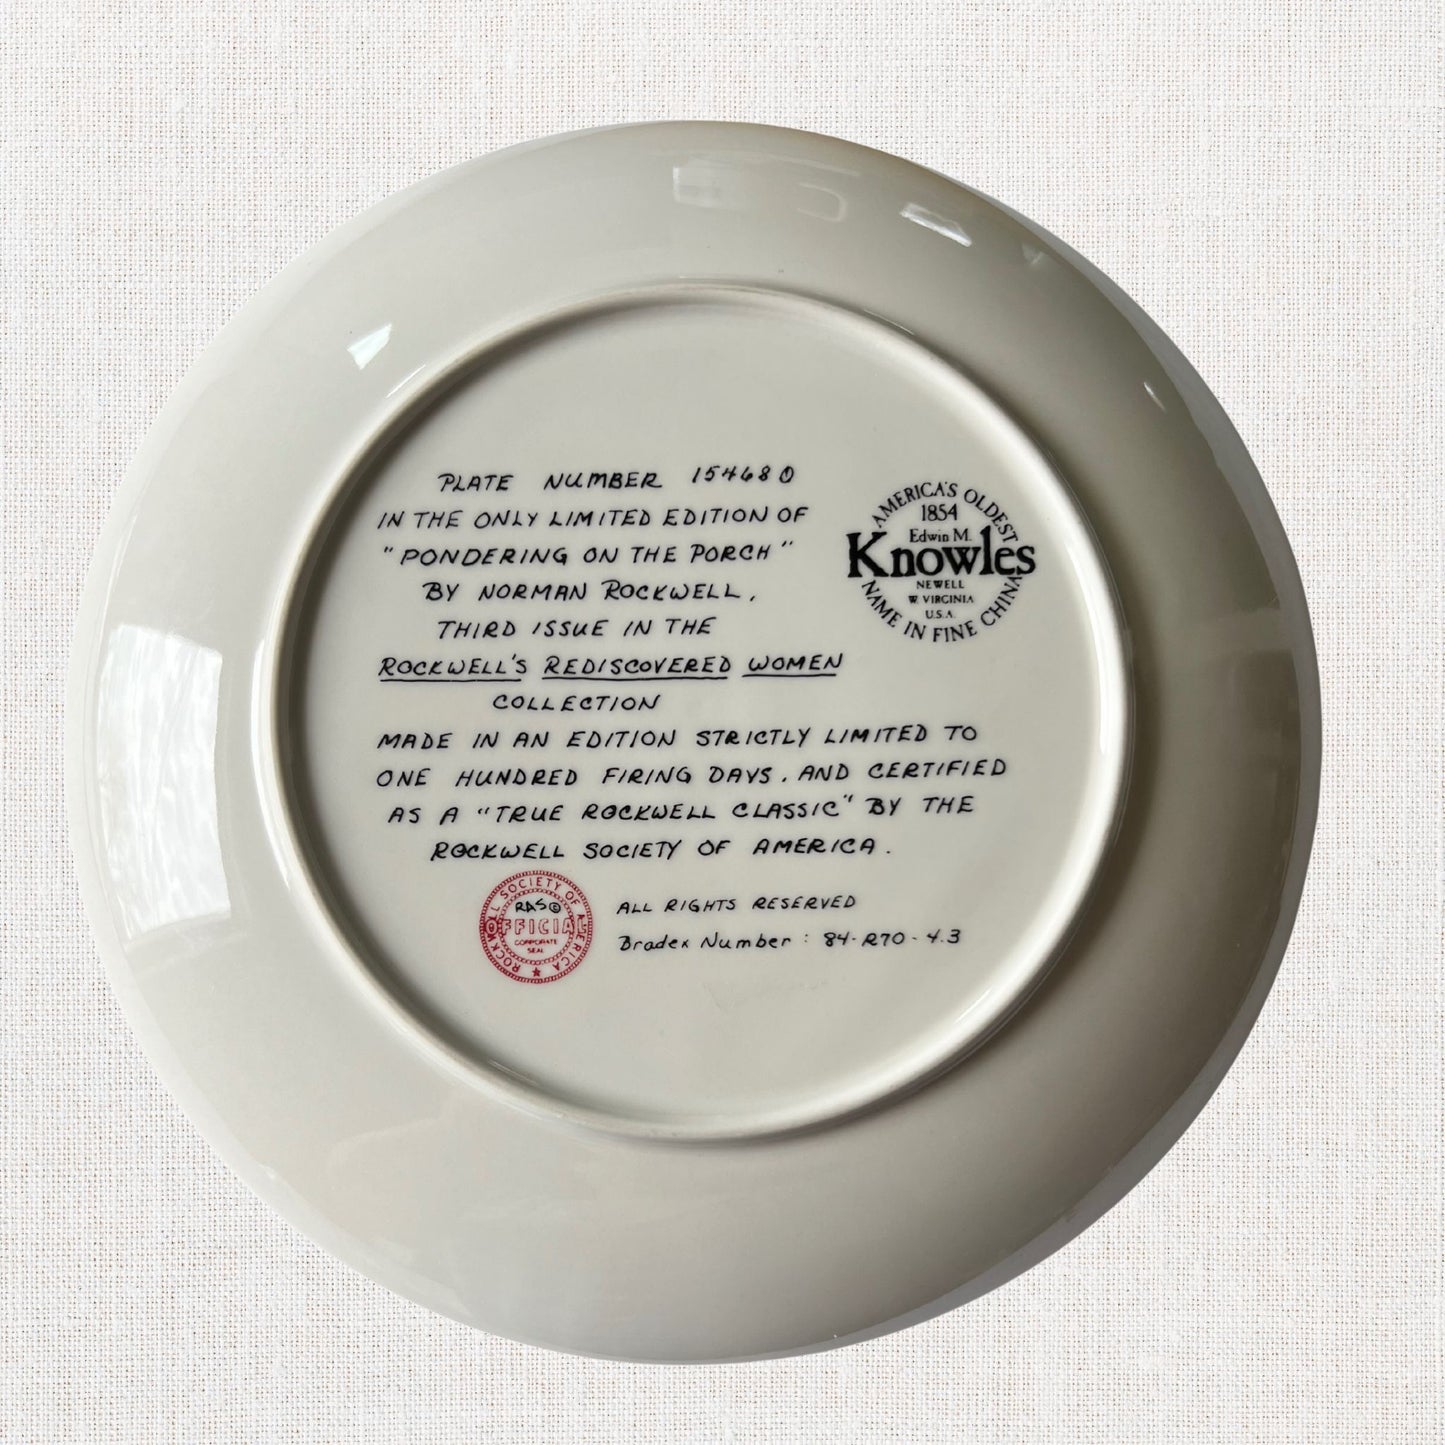 PLATE NUMBER 154680
IN THE ONLY LIMITED EDITION OF
"PONDERING ON THE PORCH"
BY NORMAN ROCKWELL,
THIRD ISSUE IN THE
ROCKWELL'S REDISCOVERED WOMEN
COLLECTION
MADE IN AN EDITION STRICTLY LIMITED TO
ONE HUNDRED FIRING DAYS, AND CERTIFIED
AS A "TRUE ROCKWELL CLASSIC" BY THE
ROCKWELL SOCIETY OF AMERICA.
AMERICA'S OLDEST
1854
Edwin M.
Knowles
NEWELL
W. VIRGINIA
U.S.A.
NAME IN FINE CHINA
ROCKWELL SOCIETY OF AMERICA
RAS©
OFFICIAL
CORPORATE
SEAL
ALL RIGHTS RESERVED
Bradex Number: 84-R70-4.3